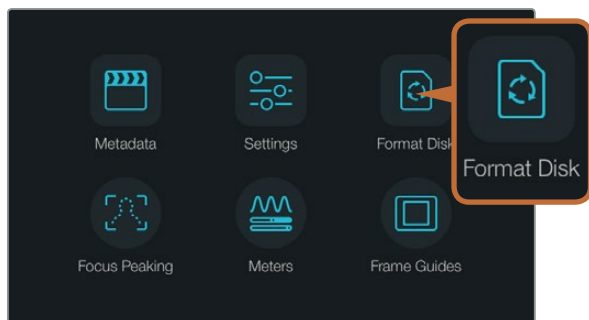 Metadata
Settings
Format Disk
Format Disk
Focus Peaking
Meters
Frame Guides